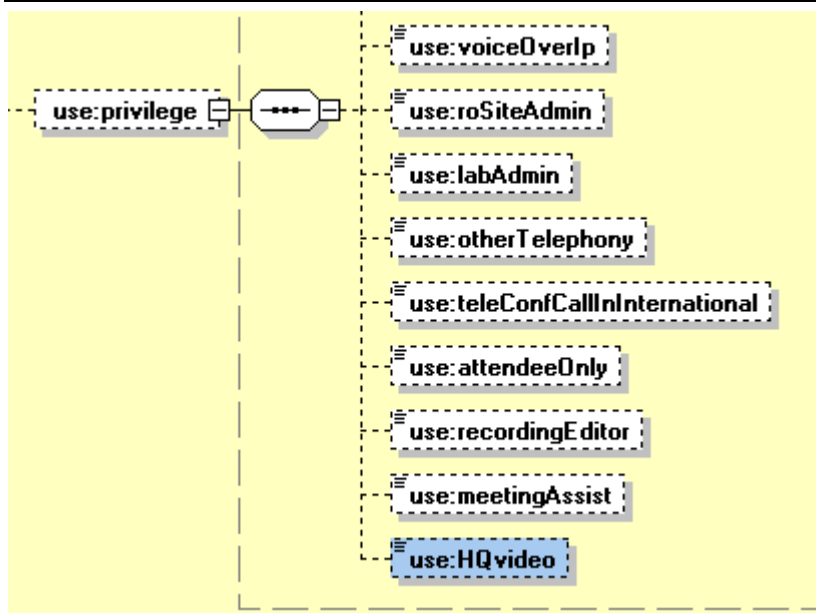 use:voiceOverIp
use:privilege
use:roSiteAdmin
use:labAdmin
use:otherTelephony
use:teleConfCallInInternational
use:attendeeOnly
use:recordingEditor
use:meetingAssist
use:HQvideo